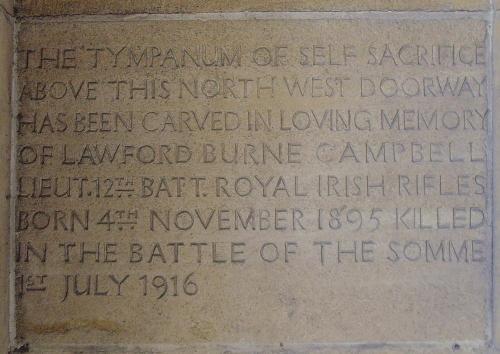 THE TYMPANUM OF SELF SACRIFICE
ABOVE THIS NORTH WEST DOORWAY
HAS BEEN CARVED IN LOVING MEMORY
OF LAWFORD BURNE CAMPBELL
LIEUT. 12TH BATT. ROYAL IRISH RIFLES
BORN 4TH NOVEMBER 1895 KILLED
IN THE BATTLE OF THE SOMME
1ST JULY 1916